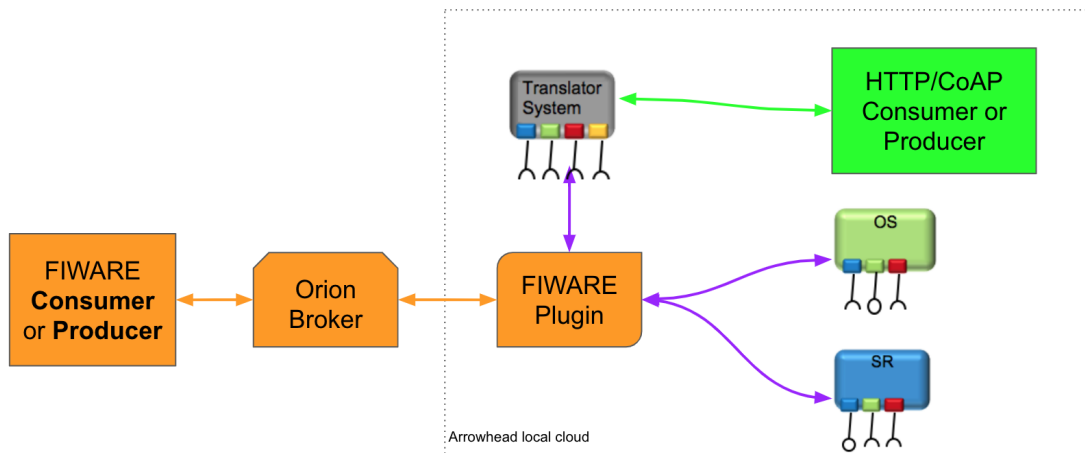 Translator
System
HTTP/CoAP
Consumer or
Producer
OS
FIWARE
Consumer
or Producer
Orion
Broker
FIWARE
Plugin
SR
Arrowhead local cloud